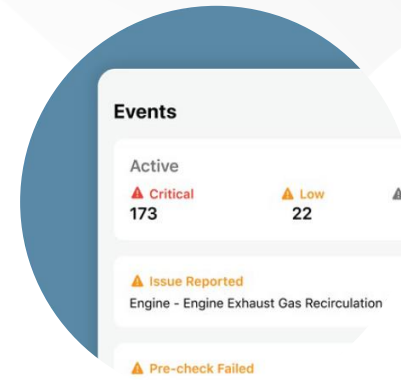 Events
Active
Critical Low
173 22
Issue Reported
Engine - Engine Exhaust Gas Recirculation
Pre-check Failed